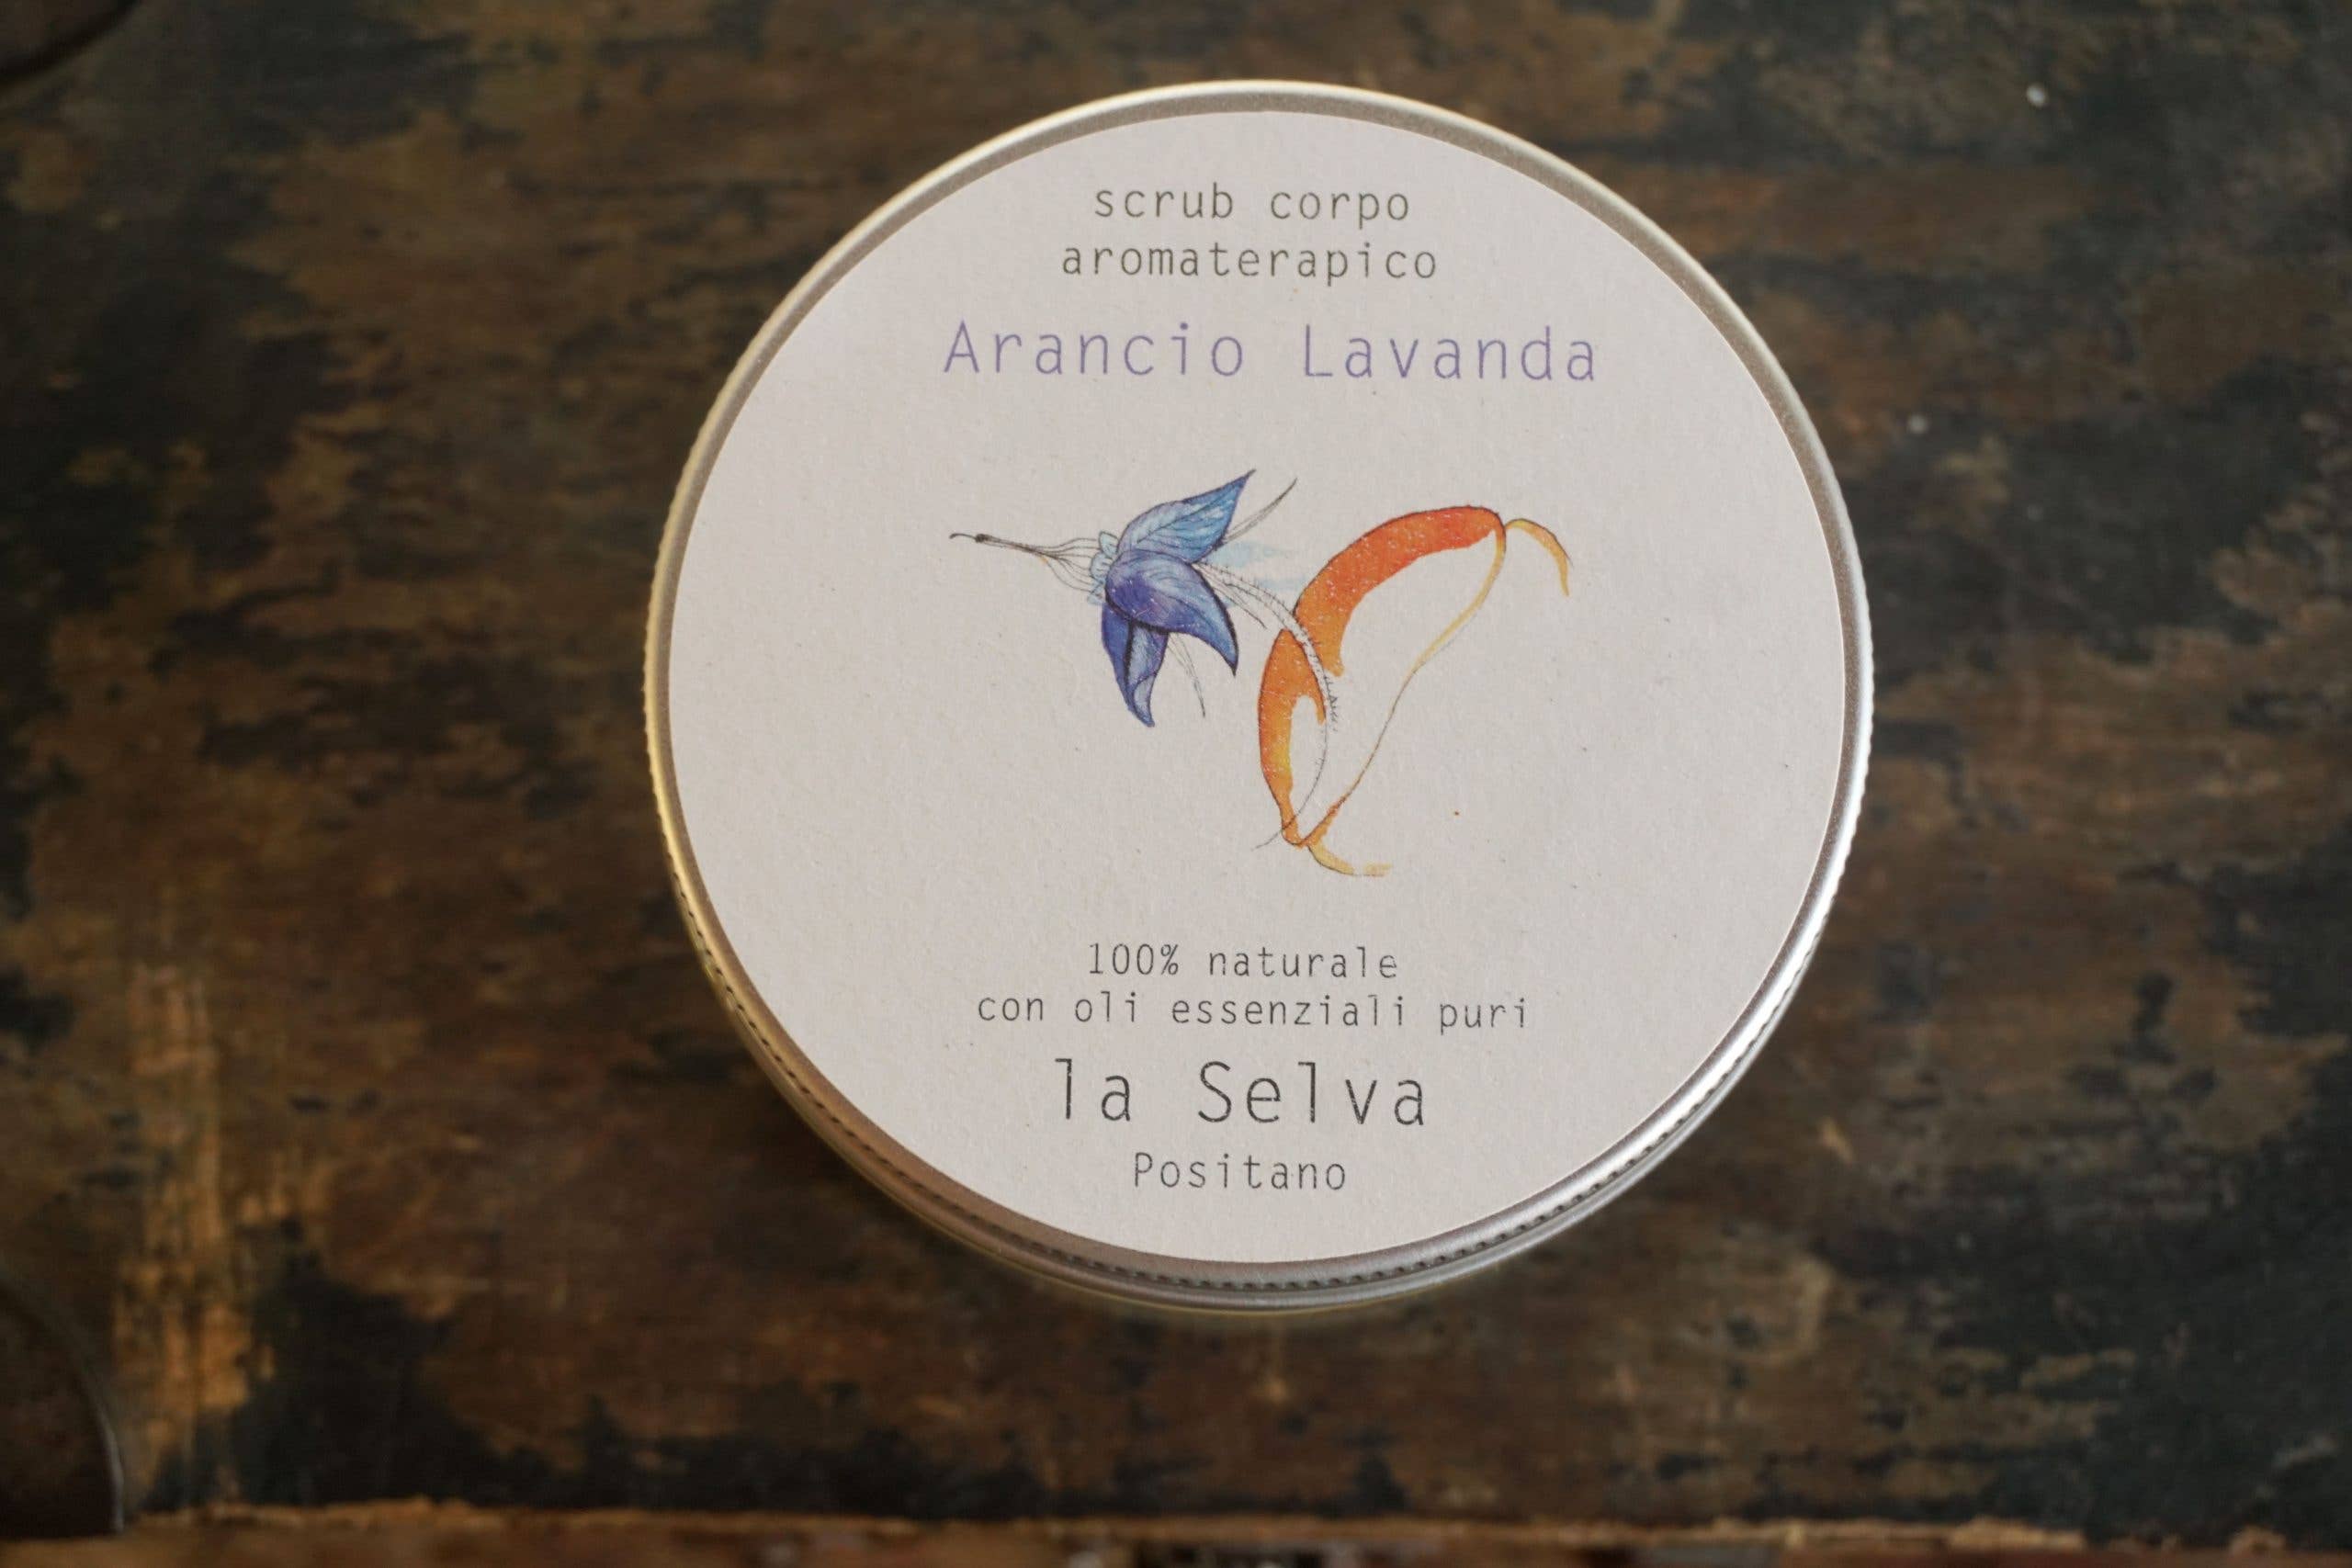 scrub corpo
aromaterapico
Arancio Lavanda
100% naturale
con oli essenziali puri
la Selva
Positano